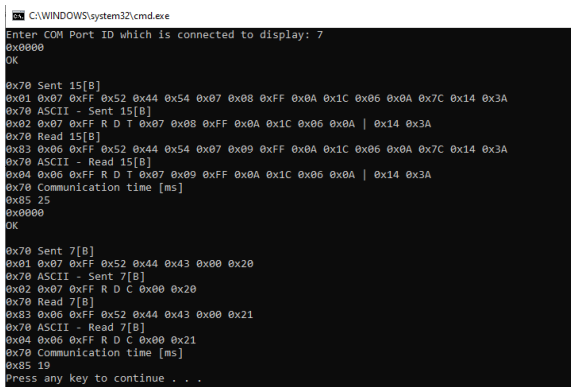 C:\WINDOWS\system32\cmd.exe
Enter COM Port ID which is connected to display: 7
0x0000
OK
0x70 Sent 15[B]
0x01 0x07 0xFF 0x52 0x44 0x54 0x07 0x08 0xFF 0x0A 0x1C 0x06 0x0A 0x7C 0x14 0x3A
0x70 ASCII - Sent 15[B]
0x02 0x07 0xFF R D T 0x07 0x08 0xFF 0x0A 0x1C 0x06 0x0A | 0x14 0x3A
0x70 Read 15[B]
0x83 0x06 0xFF 0x52 0x44 0x54 0x07 0x09 0xFF 0x0A 0x1C 0x06 0x0A 0x7C 0x14 0x3A
0x70 ASCII - Read 15[B]
0x04 0x06 0xFF R D T 0x07 0x09 0xFF 0x0A 0x1C 0x06 0x0A | 0x14 0x3A
0x70 Communication time [ms]
0x85 25
0x0000
OK
0x70 Sent 7[B]
0x01 0x07 0xFF 0x52 0x44 0x43 0x00 0x20
0x70 ASCII - Sent 7[B]
0x02 0x07 0xFF R D C 0x00 0x20
0x70 Read 7[B]
0x83 0x06 0xFF 0x52 0x44 0x43 0x00 0x21
0x70 ASCII - Read 7[B]
0x04 0x06 0xFF R D C 0x00 0x21
0x70 Communication time [ms]
0x85 19
Press any key to continue . . .